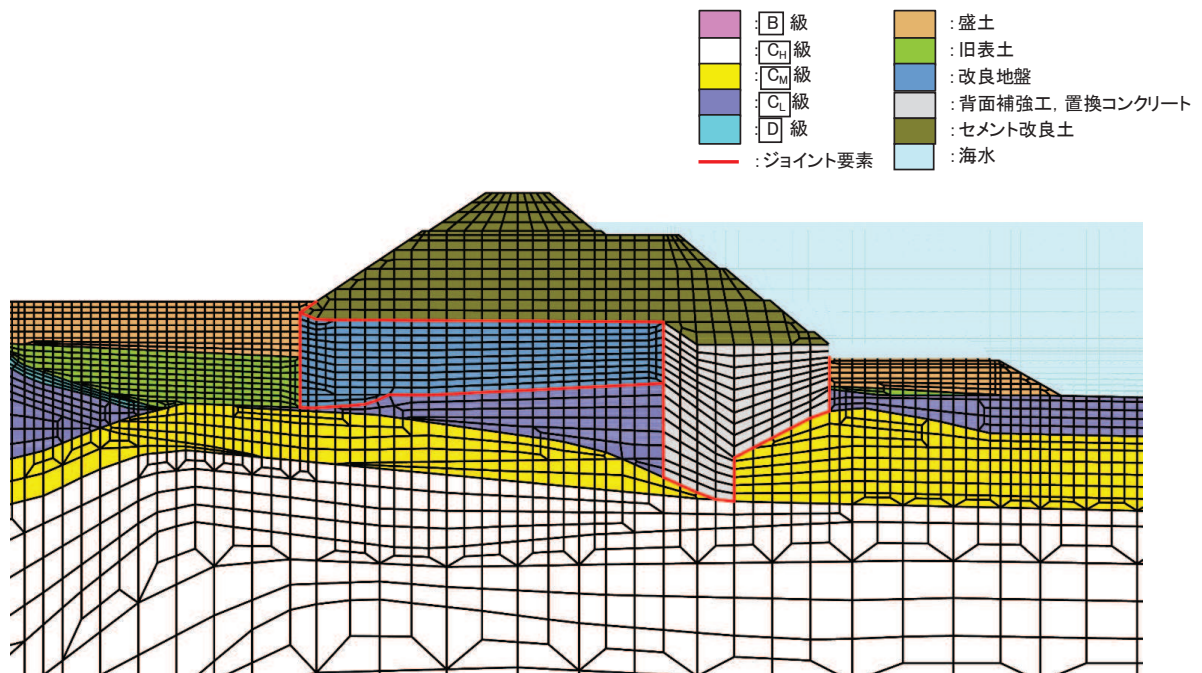 : B 級
: CH 級
: CM 級
: CL 級
: D 級
: ジョイント要素
: 盛土
: 旧表土
: 改良地盤
: 背面補強工, 置換コンクリート
: セメント改良土
: 海水